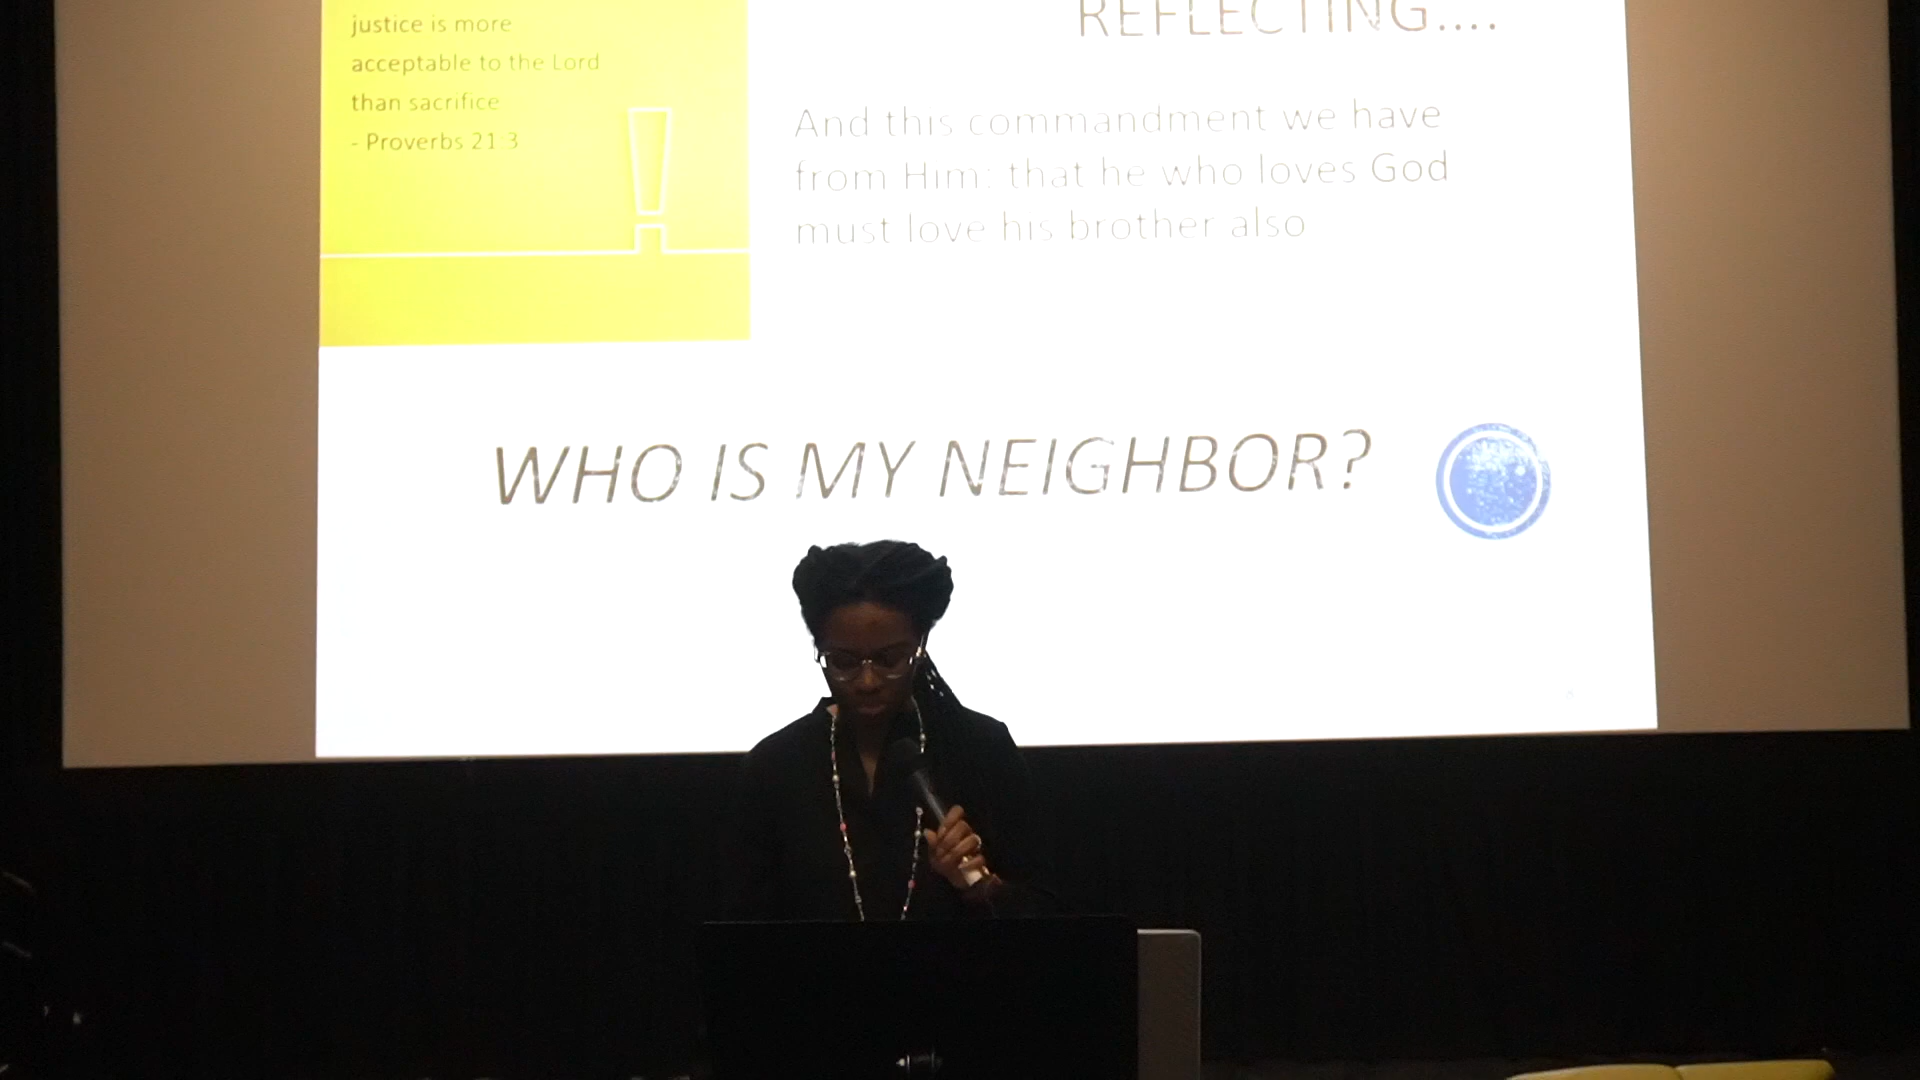 justice is more
acceptable to the Lord
than sacrifice
- Proverbs 21:3
REFLECTING....
And this commandment we have
from Him: that he who loves God
must love his brother also
WHO IS MY NEIGHBOR?